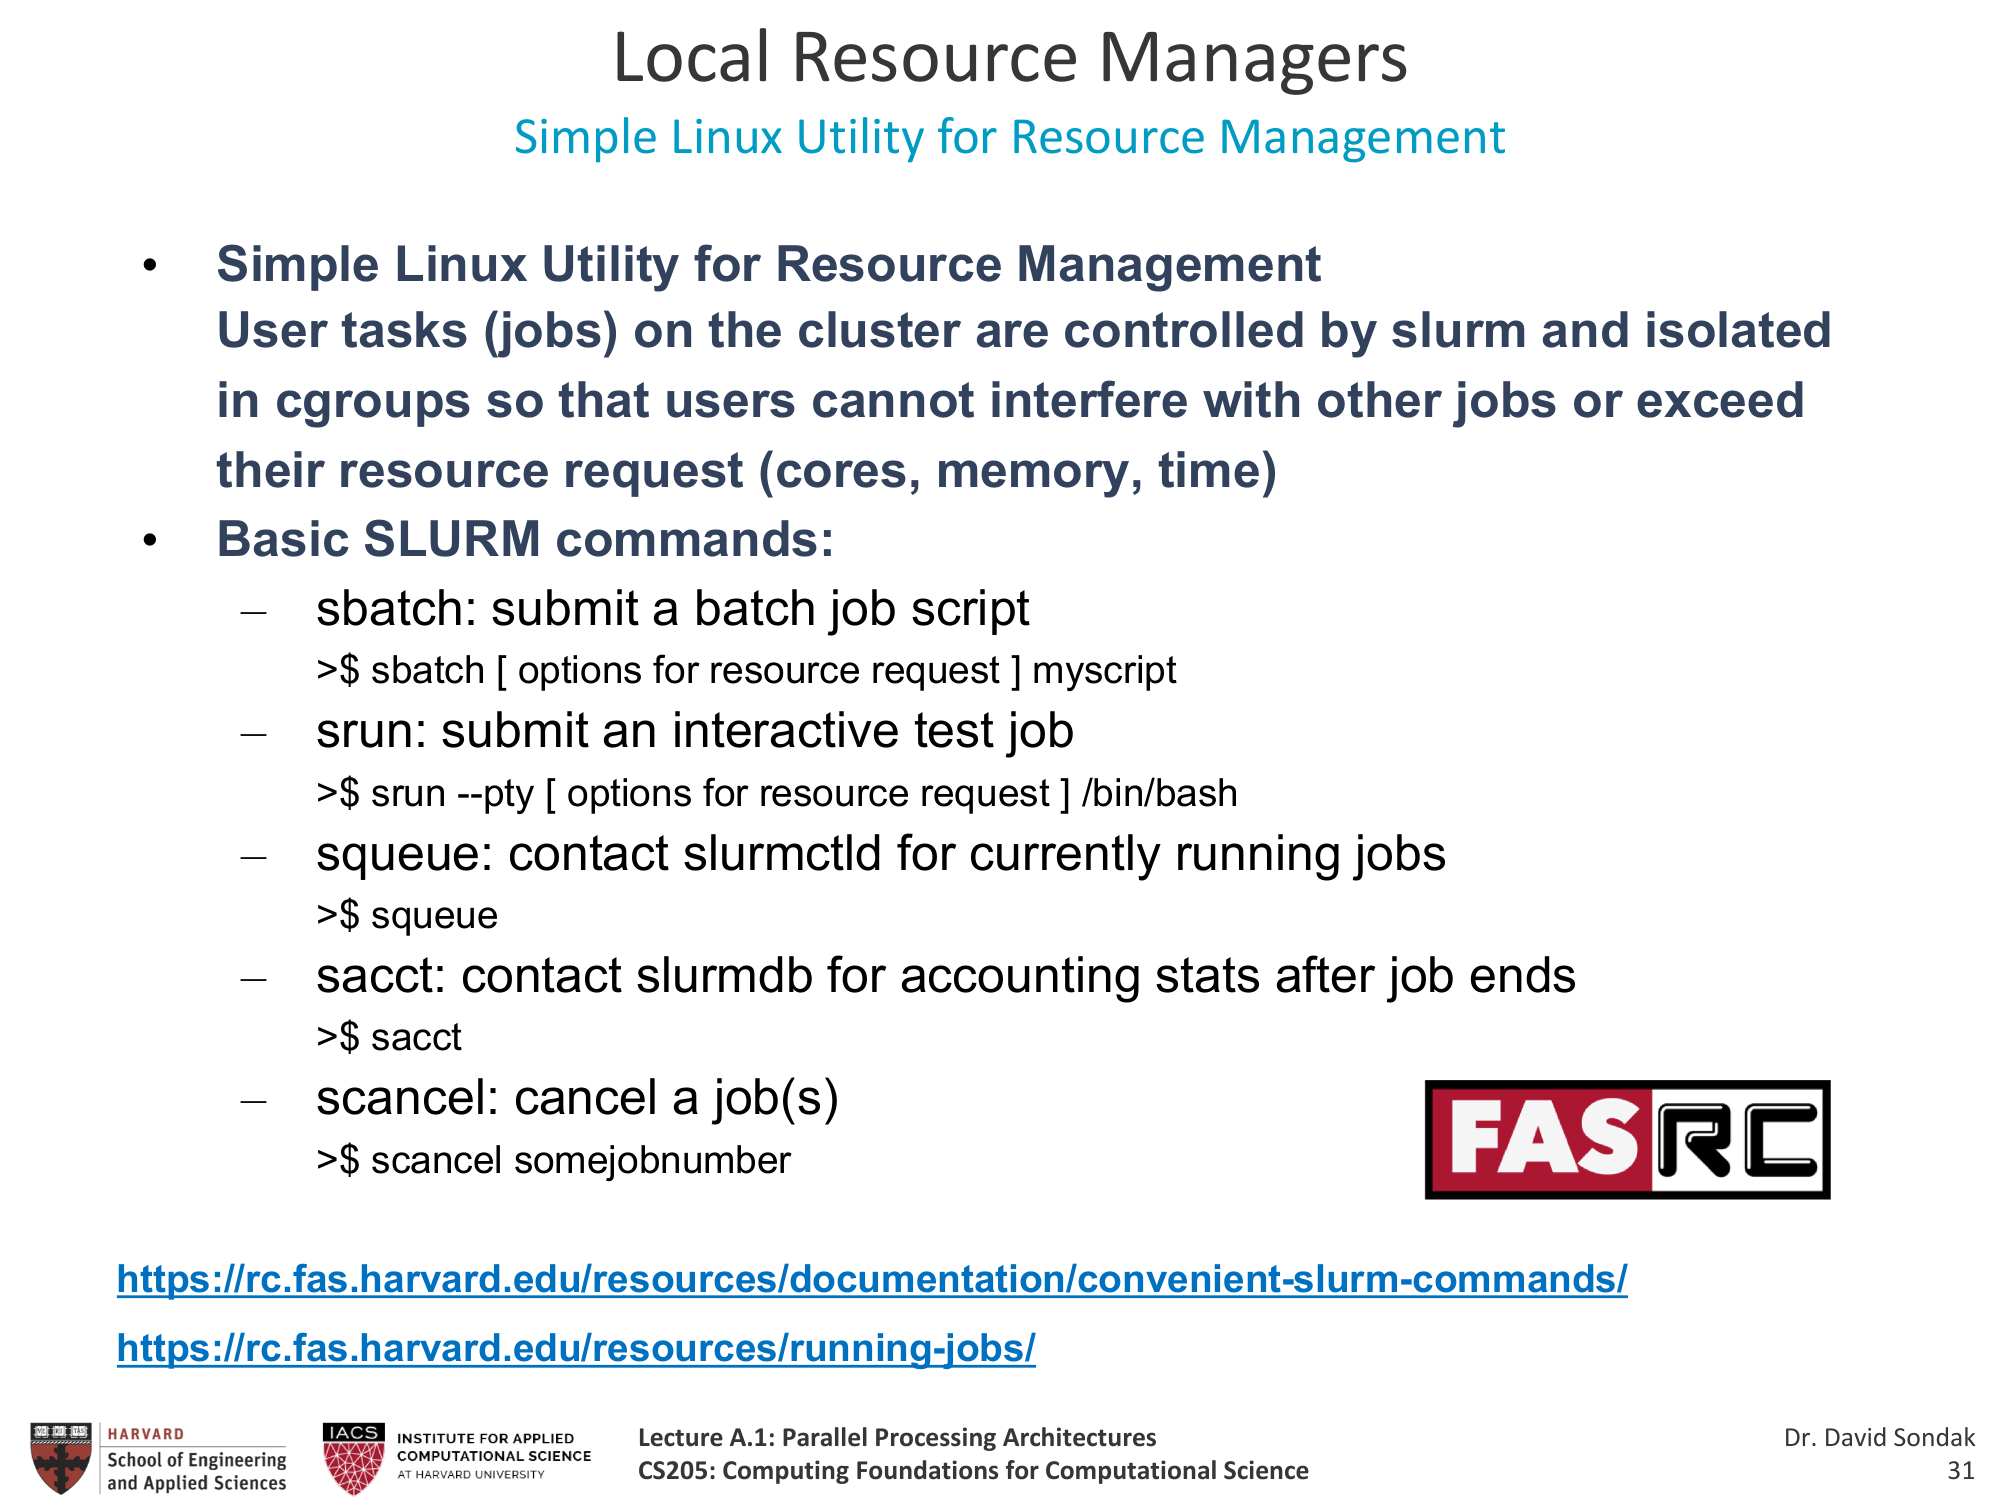 Local Resource Managers
Simple Linux Utility for Resource Management
• Simple Linux Utility for Resource Management
User tasks (jobs) on the cluster are controlled by slurm and isolated
in cgroups so that users cannot interfere with other jobs or exceed
their resource request (cores, memory, time)
• Basic SLURM commands:
– sbatch: submit a batch job script
>$ sbatch [ options for resource request ] myscript
– srun: submit an interactive test job
>$ srun --pty [ options for resource request ] /bin/bash
– squeue: contact slurmctld for currently running jobs
>$ squeue
– sacct: contact slurmdb for accounting stats after job ends
>$ sacct
– scancel: cancel a job(s)
>$ scancel somejobnumber
FASRC
https://rc.fas.harvard.edu/resources/documentation/convenient-slurm-commands/
https://rc.fas.harvard.edu/resources/running-jobs/
HARVARD
School of Engineering
and Applied Sciences
IACS
INSTITUTE FOR APPLIED
COMPUTATIONAL SCIENCE
AT HARVARD UNIVERSITY
Lecture A.1: Parallel Processing Architectures
CS205: Computing Foundations for Computational Science
Dr. David Sondak
31